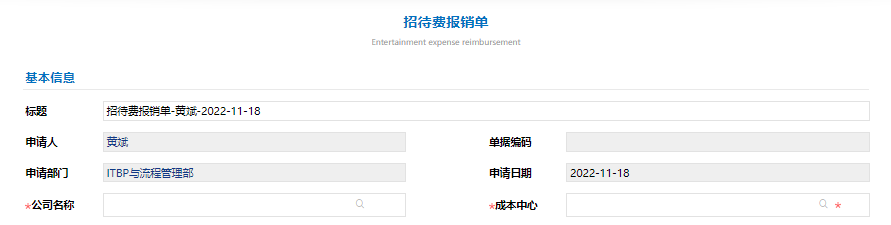 招待费报销单
Entertainment expense reimbursement
基本信息
标题 招待费报销单-黄斌-2022-11-18
申请人 黄斌 单据编码
申请部门 ITBP与流程管理部 申请日期 2022-11-18
*公司名称 *成本中心 *